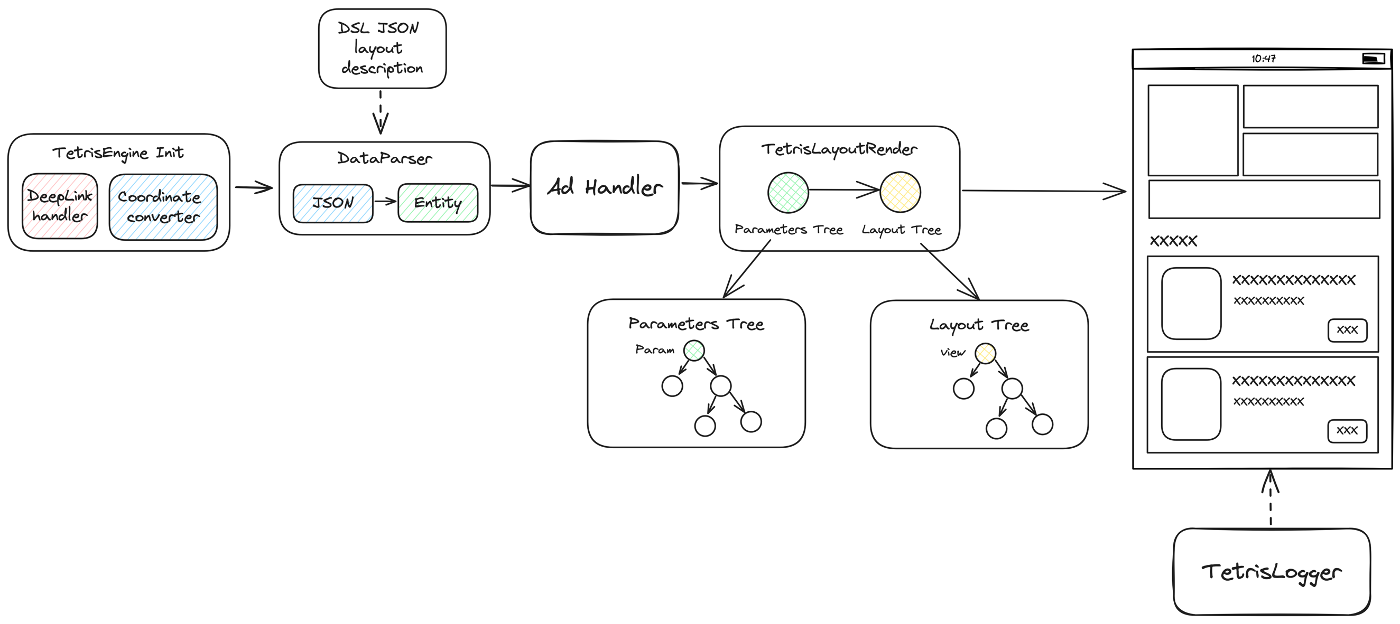 DSL JSON
layout
description
TetrisEngine Init
DeepLink
handler
Coordinate
converter
DataParser
JSON
Entity
Ad Handler
TetrisLayoutRender
Parameters Tree
Layout Tree
Parameters Tree
Param
Layout Tree
view
10:47
XXXXX
XXXXXXXXXXXXXX
XXXXXXXXXX
XXX
XXXXXXXXXXXXXX
XXXXXXXXXX
XXX
TetrisLogger